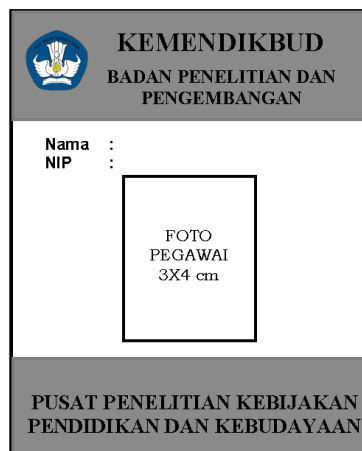 KEMENDIKBUD
BADAN PENELITIAN DAN
PENGEMBANGAN
Nama :
NIP :
FOTO
PEGAWAI
3X4 cm
PUSAT PENELITIAN KEBIJAKAN
PENDIDIKAN DAN KEBUDAYAAN